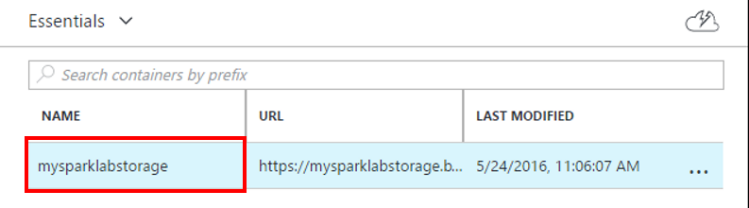 Essentials
Search containers by prefix
NAME URL LAST MODIFIED
mysparklabstorage https://mysparklabstorage.b... 5/24/2016, 11:06:07 AM ...